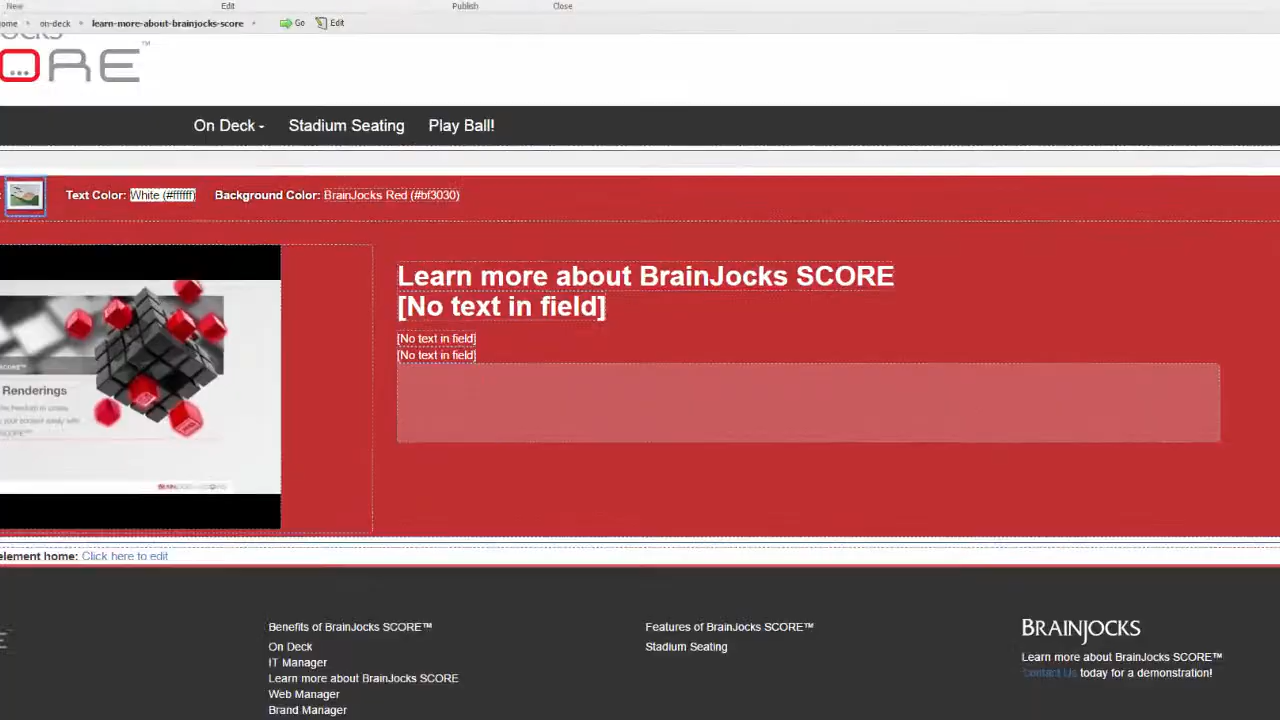 New Edit Publish Close
ome on-deck learn-more-about-brainjocks-score Go Edit
ORE™
On Deck Stadium Seating Play Ball!
Text Color: White (#ffffff) Background Color: BrainJocks Red (#bf3030)
Learn more about BrainJocks SCORE
[No text in field]
[No text in field]
[No text in field]
Renderings
element home: Click here to edit
Benefits of BrainJocks SCORE™
On Deck
IT Manager
Learn more about BrainJocks SCORE
Web Manager
Brand Manager
Features of BrainJocks SCORE™
Stadium Seating
BRAINJOCKS
Learn more about BrainJocks SCORE™
Contact Us today for a demonstration!